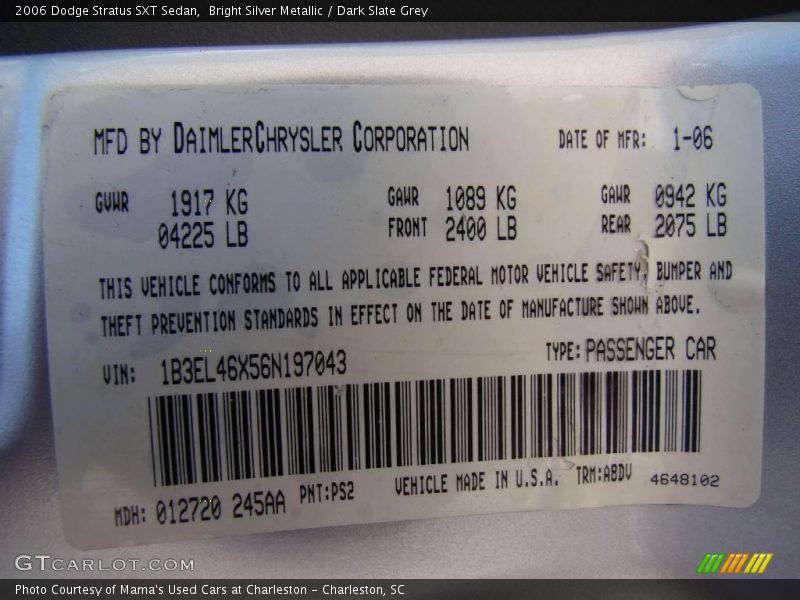 2006 Dodge Stratus SXT Sedan,  Bright Silver Metallic / Dark Slate Grey
MFD BY DAIMLERCHRYSLER CORPORATION DATE OF MFR: 1-06
GVWR 1917 KG GAWR 1089 KG GAWR 0942 KG
04225 LB FRONT 2400 LB REAR 2075 LB
THIS VEHICLE CONFORMS TO ALL APPLICABLE FEDERAL MOTOR VEHICLE SAFETY, BUMPER AND
THEFT PREVENTION STANDARDS IN EFFECT ON THE DATE OF MANUFACTURE SHOWN ABOVE.
VIN: 1B3EL46X56N197043 TYPE: PASSENGER CAR
MDH: 012720 245AA PNT:PS2 VEHICLE MADE IN U.S.A. TRM:A8DV 4648102
GTCARLOT.COM
Photo Courtesy of Mama's Used Cars at Charleston - Charleston, SC